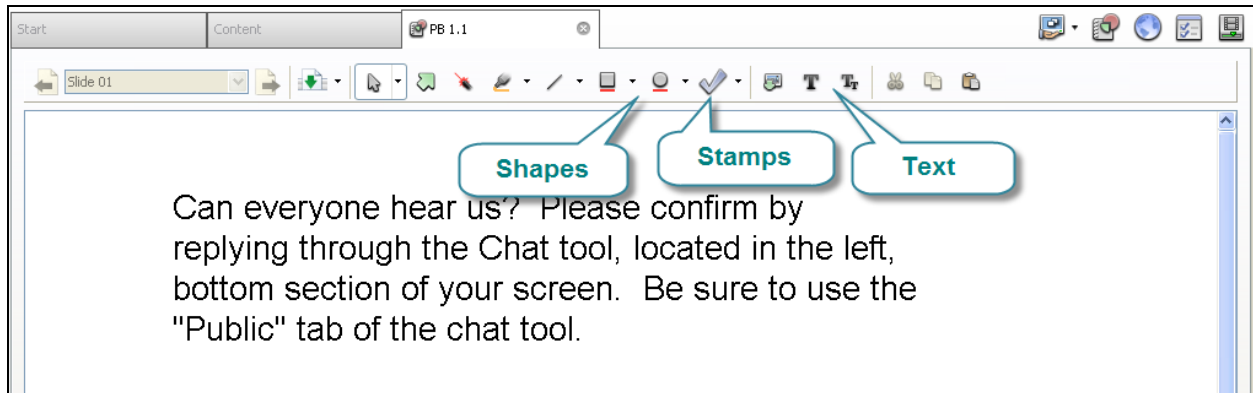 Start Content PB 1.1
Slide 01
Shapes Stamps Text
Can everyone hear us?  Please confirm by
replying through the Chat tool, located in the left,
bottom section of your screen.  Be sure to use the
"Public" tab of the chat tool.